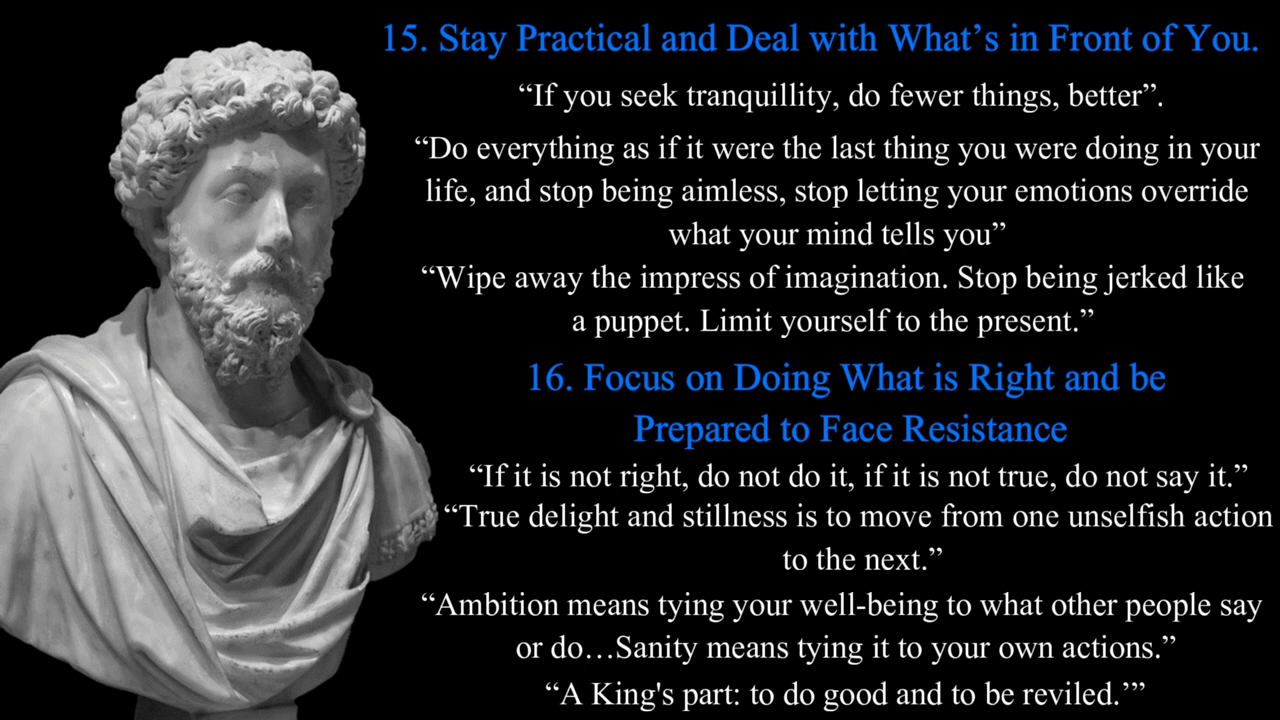 15. Stay Practical and Deal with What’s in Front of You.
“If you seek tranquillity, do fewer things, better”.
“Do everything as if it were the last thing you were doing in your
life, and stop being aimless, stop letting your emotions override
what your mind tells you”
“Wipe away the impress of imagination. Stop being jerked like
a puppet. Limit yourself to the present.”
16. Focus on Doing What is Right and be
Prepared to Face Resistance
“If it is not right, do not do it, if it is not true, do not say it.”
“True delight and stillness is to move from one unselfish action
to the next.”
“Ambition means tying your well-being to what other people say
or do…Sanity means tying it to your own actions.”
“A King's part: to do good and to be reviled.’”